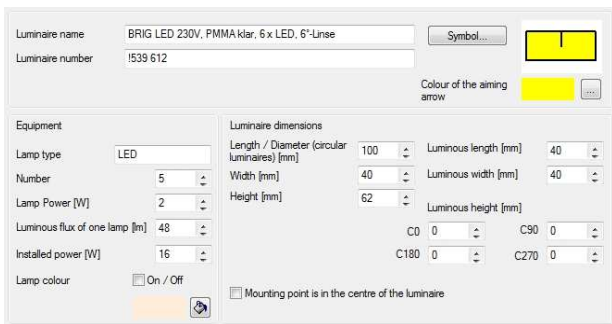 Luminaire name BRIG LED 230V, PMMA klar, 6 x LED, 6°-Linse Symbol...
Luminaire number !539 612
Colour of the aiming
arrow ...
Equipment
Lamp type LED
Number 5
Lamp Power [W] 2
Luminous flux of one lamp [lm] 48
Installed power [W] 16
Lamp colour On / Off
Luminaire dimensions
Length / Diameter (circular
luminaires) [mm] 100
Width [mm] 40
Height [mm] 62
Luminous length [mm] 40
Luminous width [mm] 40
Luminous height [mm]
C0 0 C90 0
C180 0 C270 0
Mounting point is in the centre of the luminaire